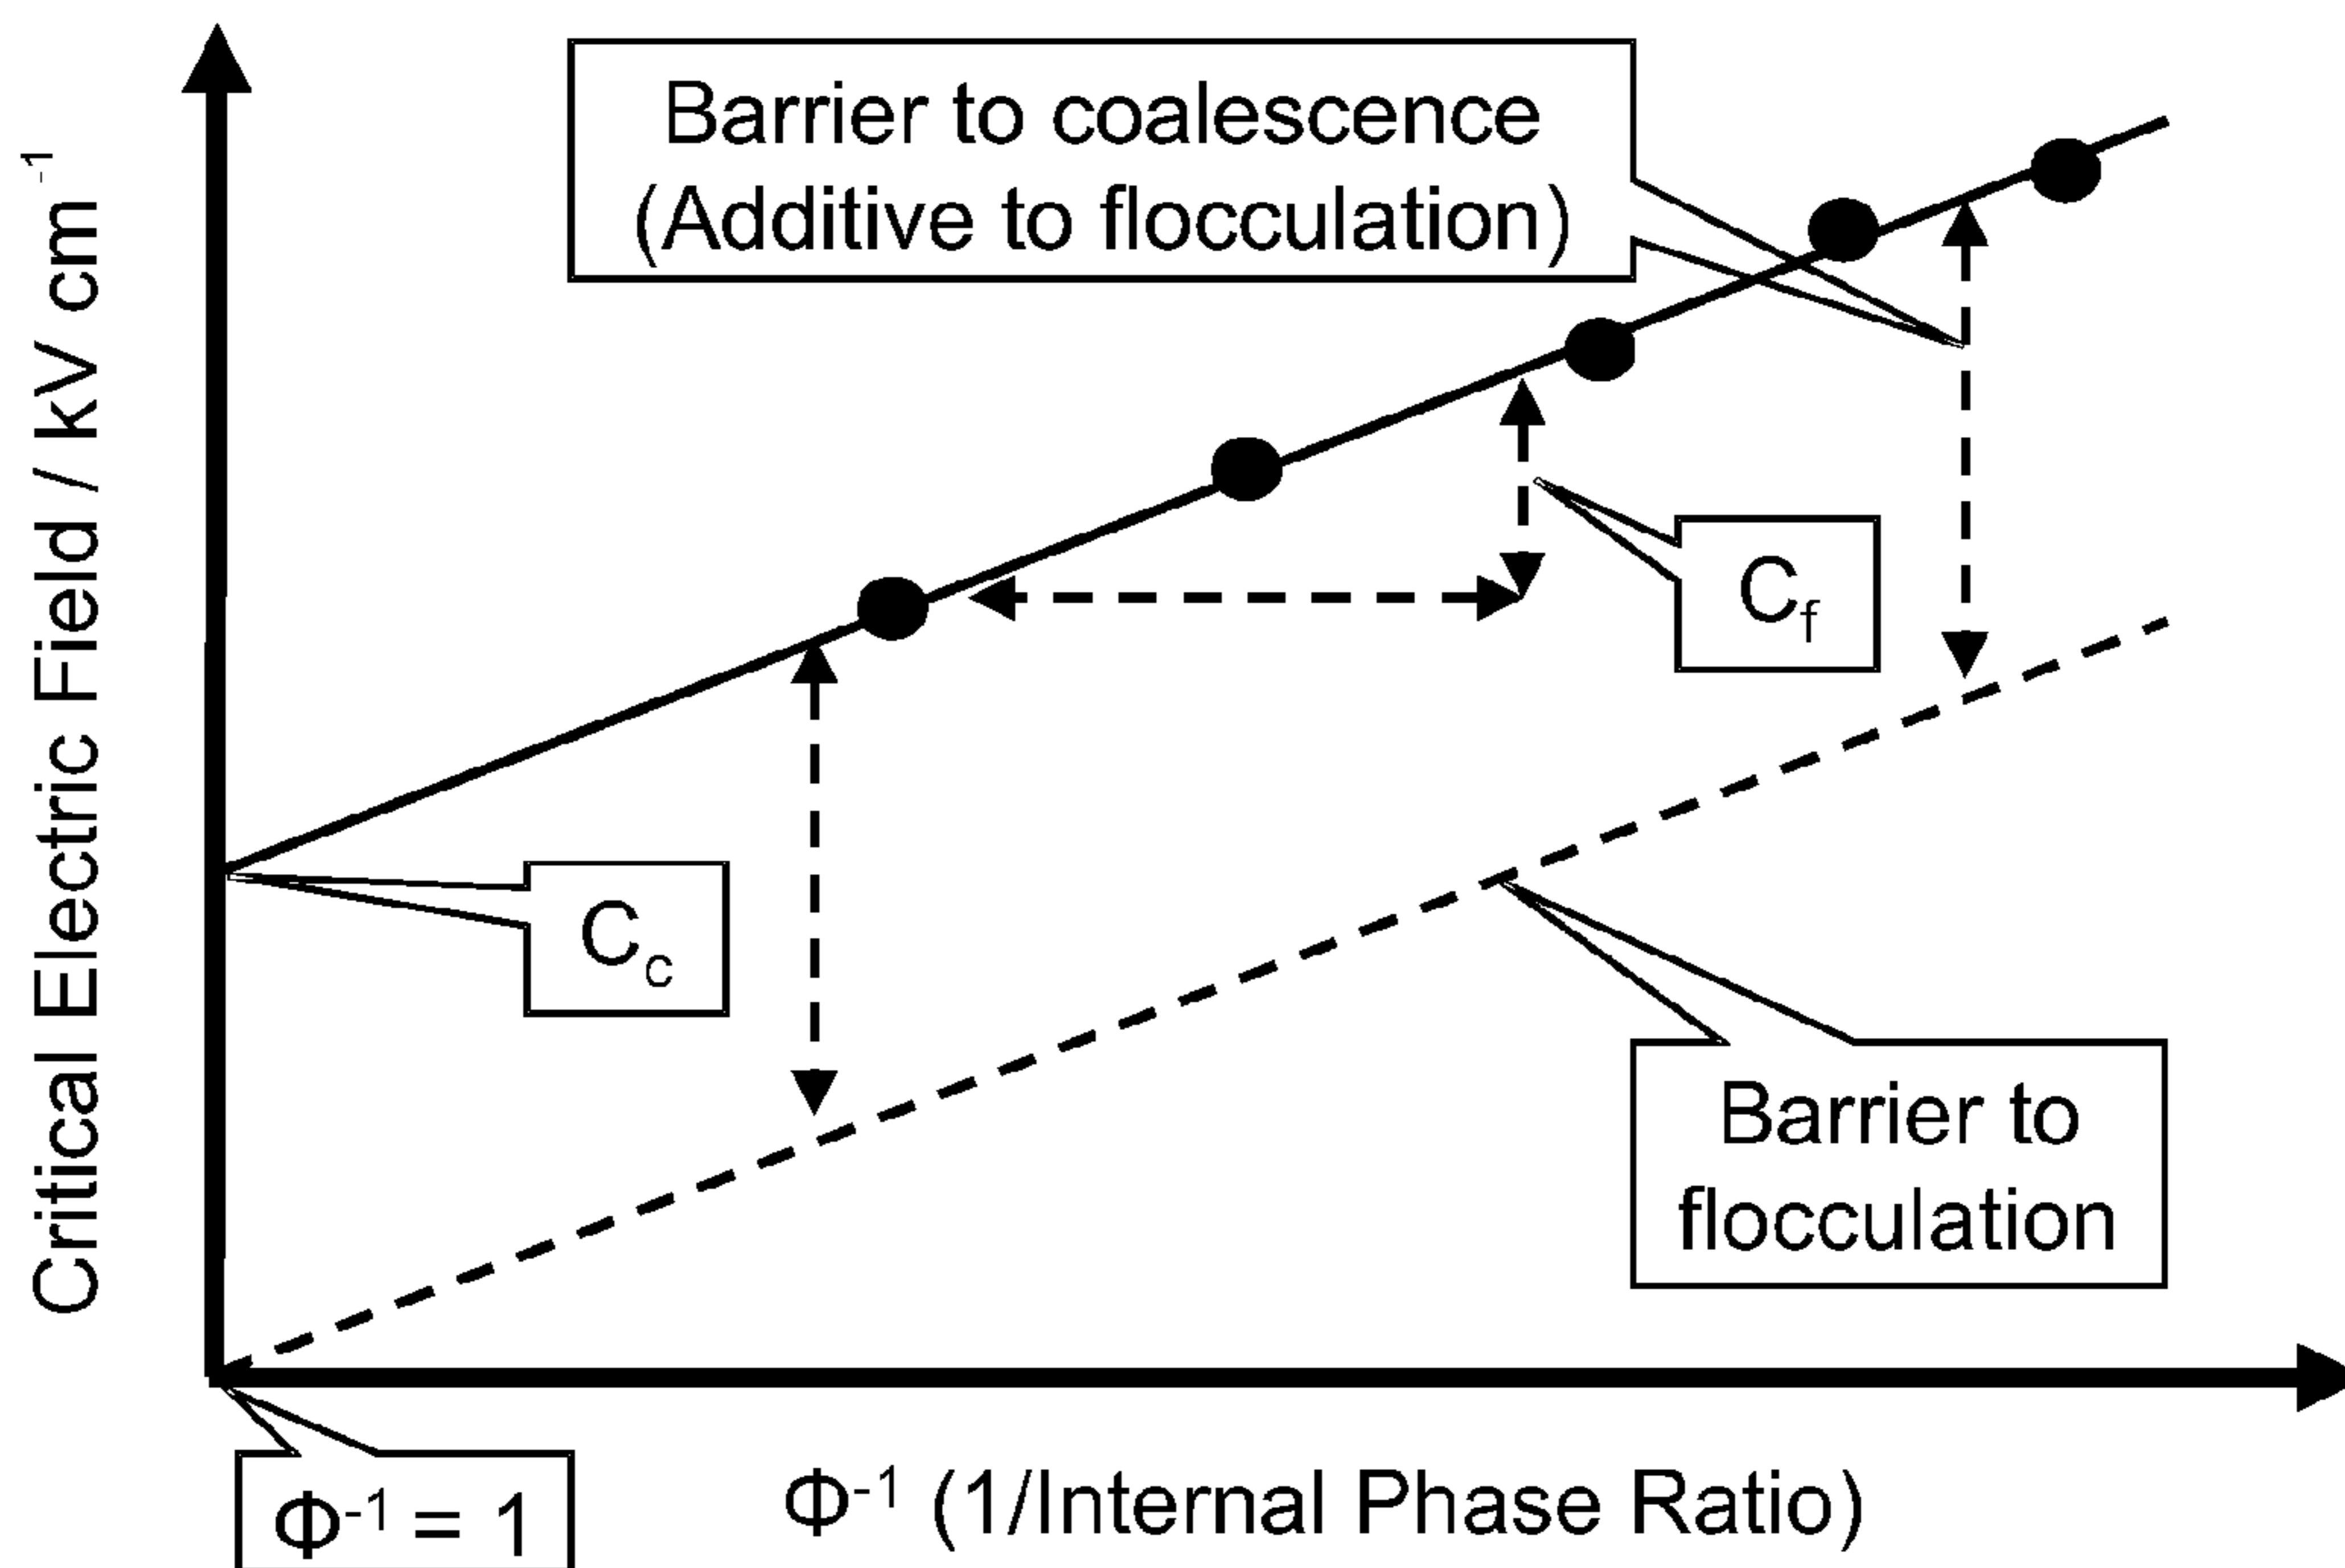 Barrier to coalescence
(Additive to flocculation)
Critical Electric Field / kV cm⁻¹
C_f
C_c
Barrier to
flocculation
Φ⁻¹ = 1
Φ⁻¹ (1/Internal Phase Ratio)